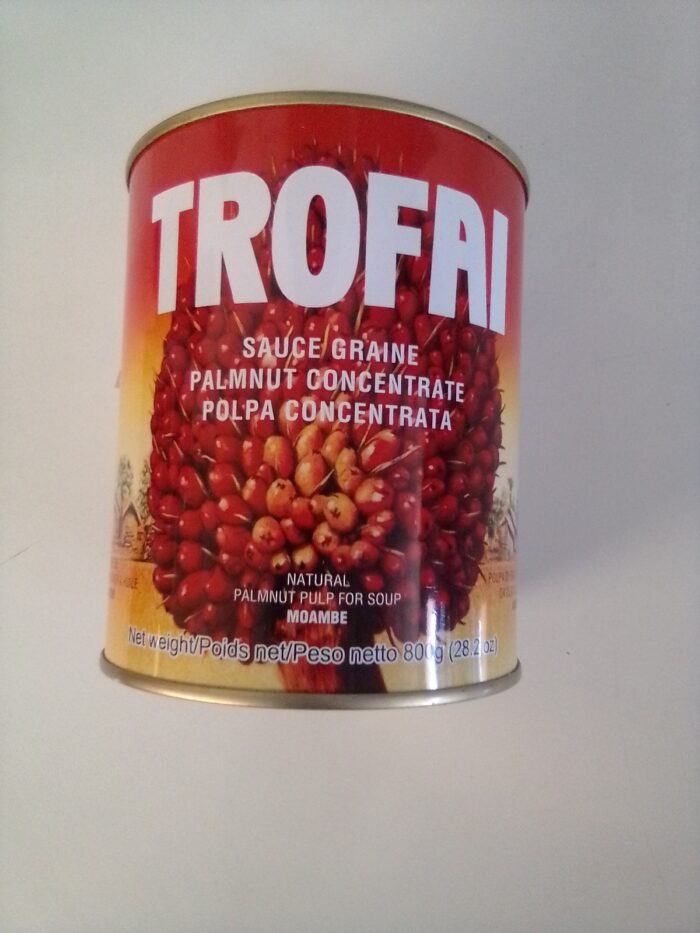 TROFAI
SAUCE GRAINE
PALMNUT CONCENTRATE
POLPA CONCENTRATA
NATURAL
PALMNUT PULP FOR SOUP
MOAMBE
Net weight/Poids net/Peso netto 800g (28.2 oz)